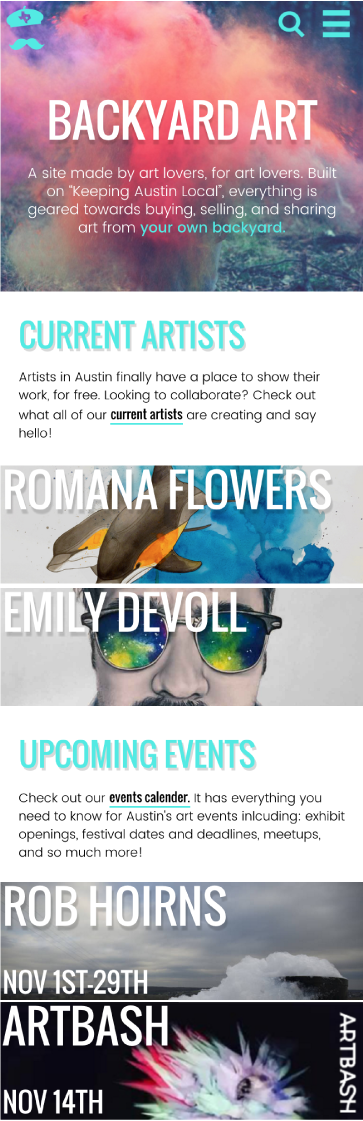 BACKYARD ART
A site made by art lovers, for art lovers. Built
on “Keeping Austin Local”, everything is
geared towards buying, selling, and sharing
art from your own backyard.
CURRENT ARTISTS
Artists in Austin finally have a place to show their
work, for free. Looking to collaborate? Check out
what all of our current artists are creating and say
hello!
ROMANA FLOWERS
EMILY DEVOLL
UPCOMING EVENTS
Check out our events calender. It has everything you
need to know for Austin's art events inlcuding: exhibit
openings, festival dates and deadlines, meetups,
and so much more!
ROB HOIRNS
NOV 1ST-29TH
ARTBASH
ARTBASH
NOV 14TH